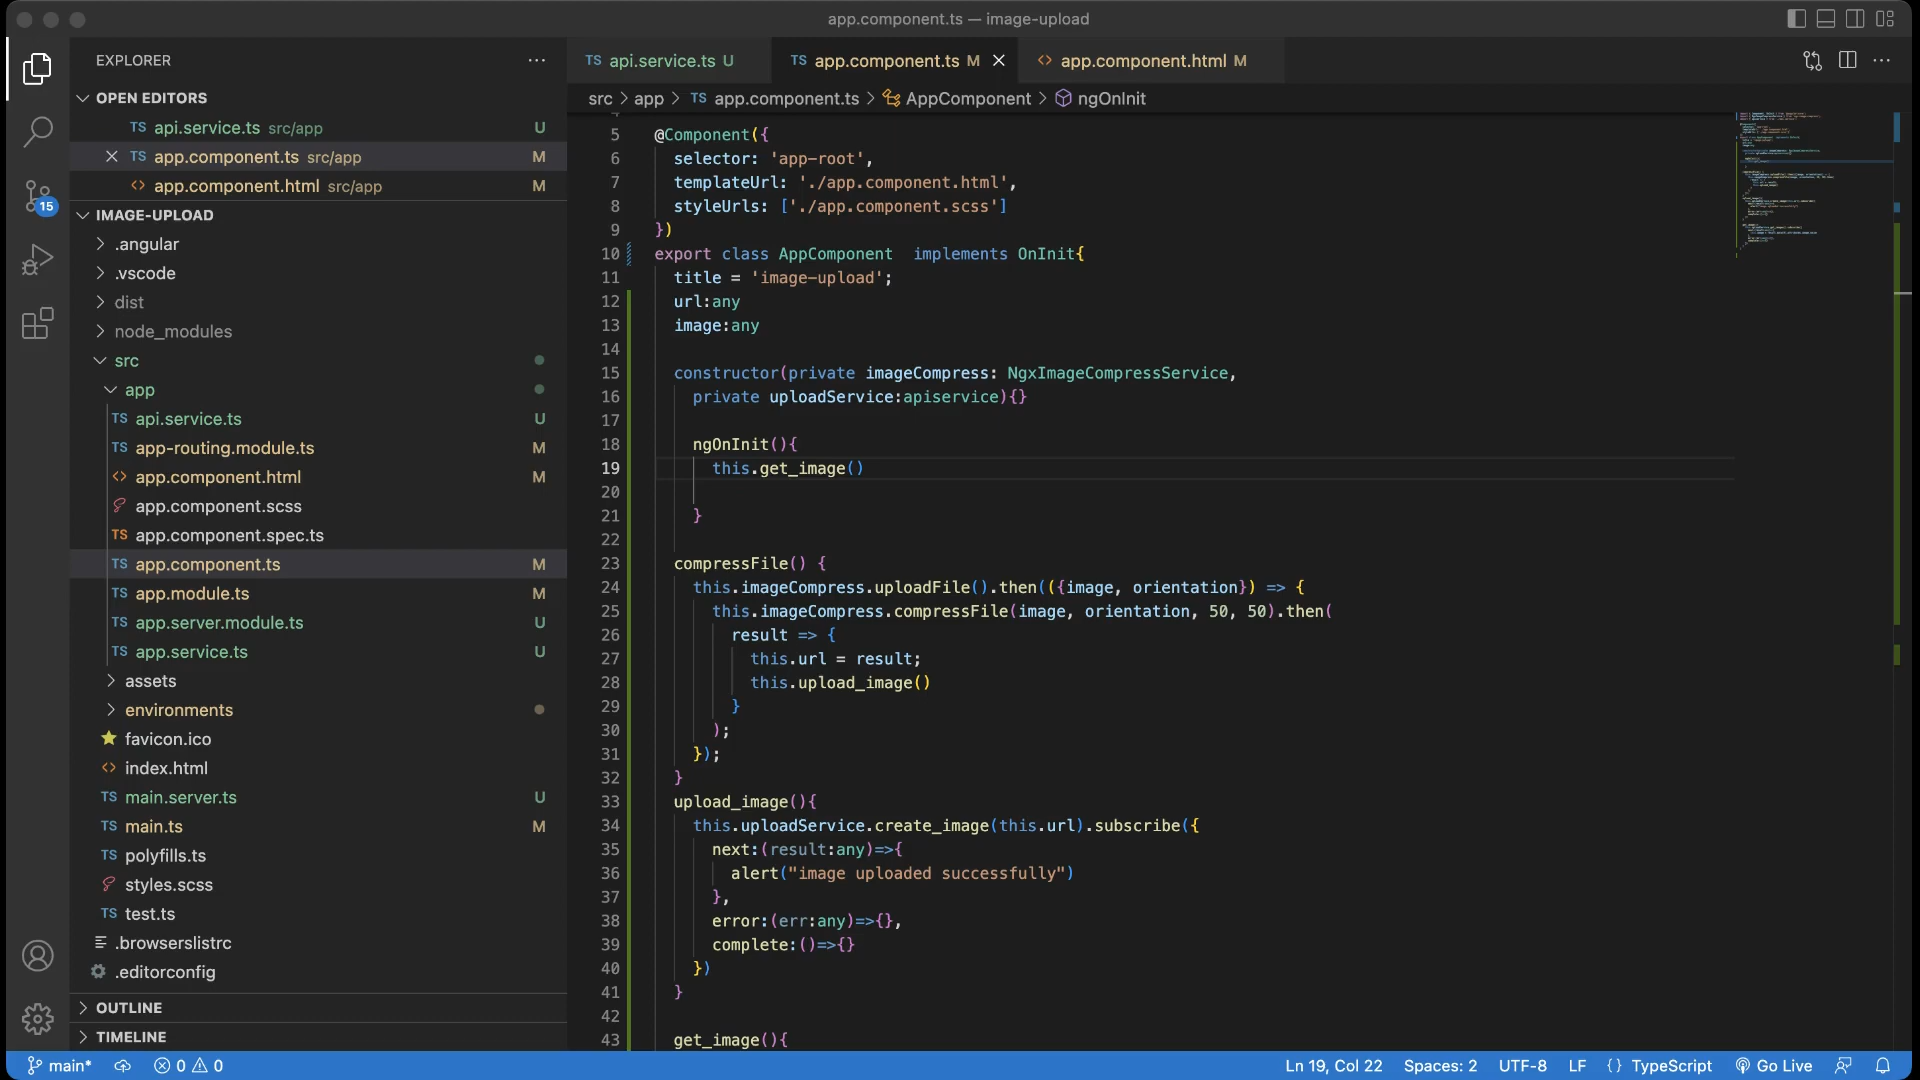 app.component.ts — image-upload
EXPLORER
OPEN EDITORS
TS api.service.ts src/app U
TS app.component.ts src/app M
<> app.component.html src/app M
IMAGE-UPLOAD
.angular
.vscode
dist
node_modules
src
app
TS api.service.ts U
TS app-routing.module.ts M
<> app.component.html M
app.component.scss
TS app.component.spec.ts
TS app.component.ts M
TS app.module.ts M
TS app.server.module.ts U
TS app.service.ts U
assets
environments
favicon.ico
<> index.html
TS main.server.ts U
TS main.ts M
TS polyfills.ts
styles.scss
TS test.ts
.browserslistrc
.editorconfig
OUTLINE
TIMELINE
15
TS api.service.ts U
TS app.component.ts M
<> app.component.html M
src > app > TS app.component.ts > AppComponent > ngOnInit
5 @Component({
6 selector: 'app-root',
7 templateUrl: './app.component.html',
8 styleUrls: ['./app.component.scss']
9 })
10 export class AppComponent  implements OnInit{
11 title = 'image-upload';
12 url:any
13 image:any
14
15 constructor(private imageCompress: NgxImageCompressService,
16 private uploadService:apiservice){}
17
18 ngOnInit(){
19 this.get_image()
20
21 }
22
23 compressFile() {
24 this.imageCompress.uploadFile().then(({image, orientation}) => {
25 this.imageCompress.compressFile(image, orientation, 50, 50).then(
26 result => {
27 this.url = result;
28 this.upload_image()
29 }
30 );
31 });
32 }
33 upload_image(){
34 this.uploadService.create_image(this.url).subscribe({
35 next:(result:any)=>{
36 alert("image uploaded successfully")
37 },
38 error:(err:any)=>{},
39 complete:()=>{}
40 })
41 }
42
43 get_image(){
main* 0 0 Ln 19, Col 22 Spaces: 2 UTF-8 LF {} TypeScript Go Live